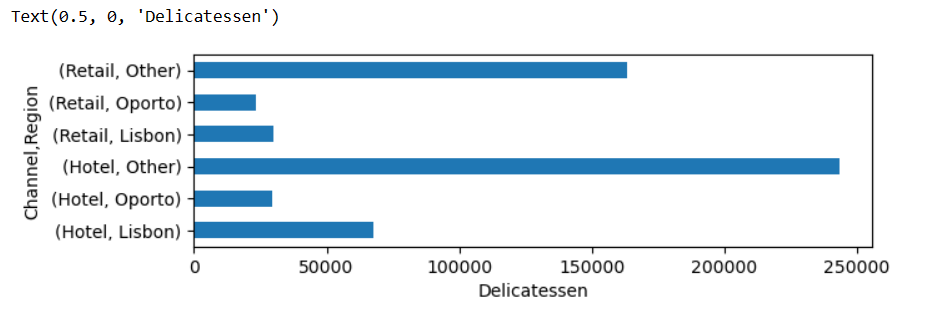 Text(0.5, 0, 'Delicatessen')
Channel,Region
(Retail, Other)
(Retail, Oporto)
(Retail, Lisbon)
(Hotel, Other)
(Hotel, Oporto)
(Hotel, Lisbon)
0 50000 100000 150000 200000 250000
Delicatessen